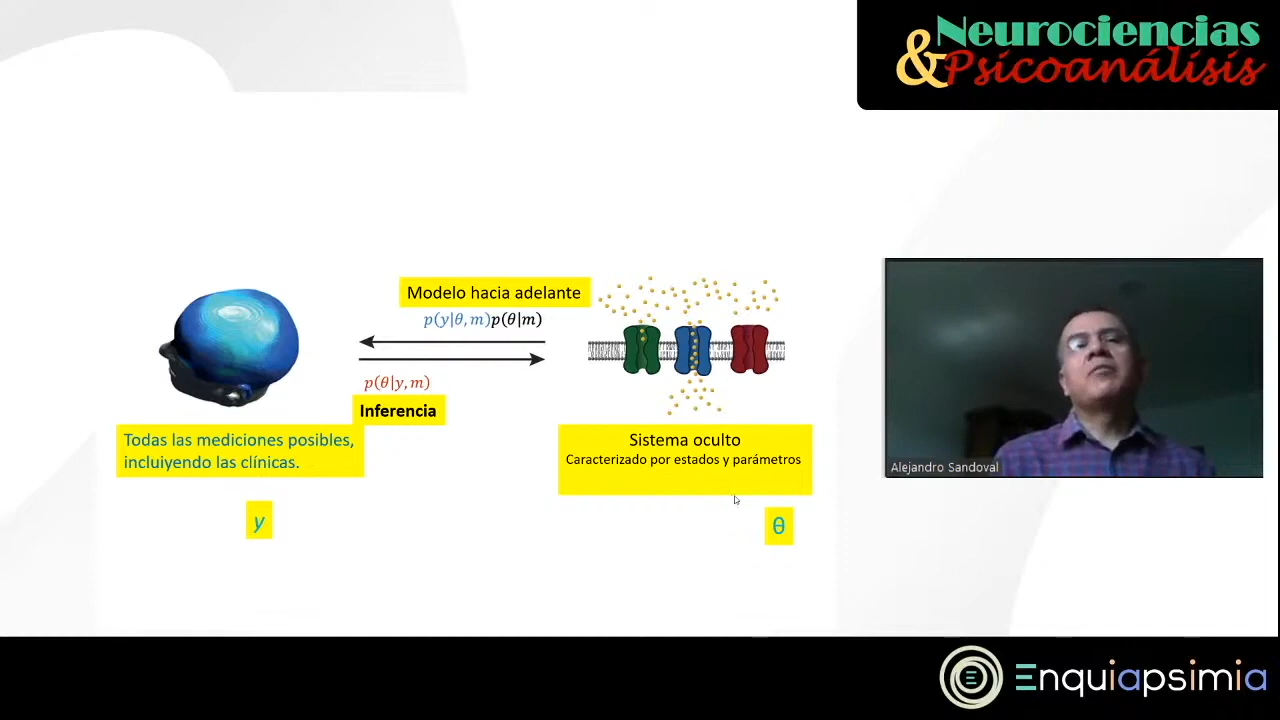 Neurociencias
&Psicoanálisis
Modelo hacia adelante
p(y|θ, m)p(θ|m)
p(θ|y, m)
Inferencia
Todas las mediciones posibles,
incluyendo las clínicas.
y
Sistema oculto
Caracterizado por estados y parámetros
θ
Alejandro Sandoval
Enquiapsimia